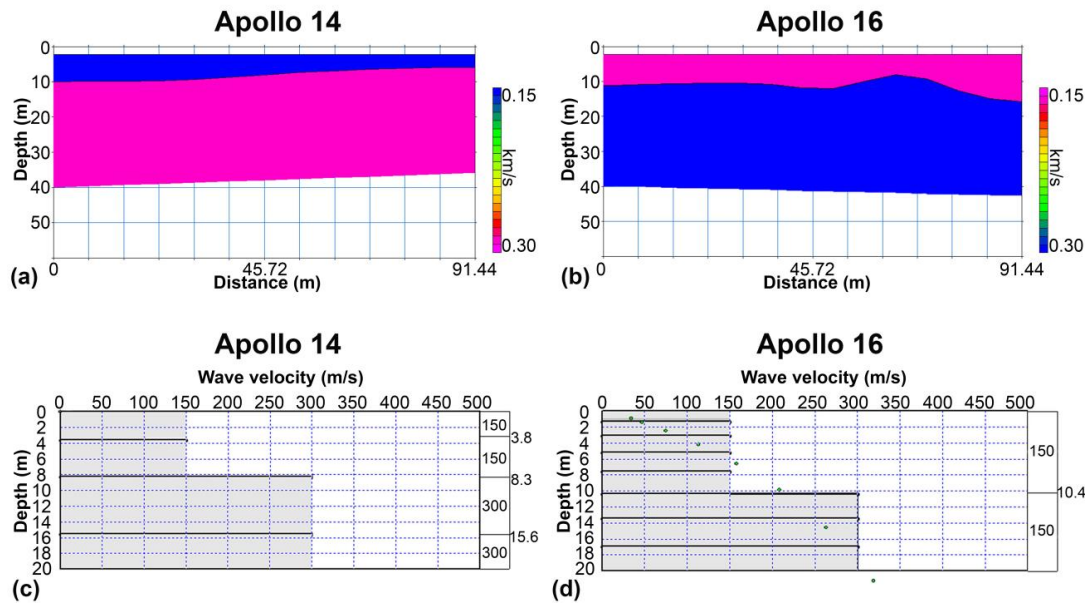 Apollo 14
0
10
20
30
40
50
Depth (m)
0.15
km/s
0.30
(a)
0 45.72 91.44
Distance (m)
Apollo 16
0
10
20
30
40
50
Depth (m)
0.15
km/s
0.30
(b)
0 45.72 91.44
Distance (m)
Apollo 14
Wave velocity (m/s)
0 50 100 150 200 250 300 350 400 450 500
0
2
4
6
8
10
12
14
16
18
20
Depth (m)
150
3.8
150
8.3
300
15.6
300
(c)
Apollo 16
Wave velocity (m/s)
0 50 100 150 200 250 300 350 400 450 500
0
2
4
6
8
10
12
14
16
18
20
Depth (m)
150
10.4
150
(d)